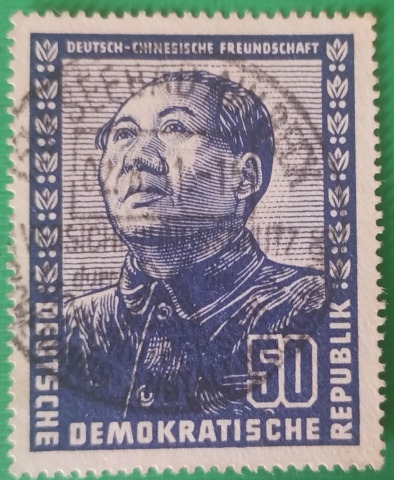 DEUTSCH-CHINESISCHE FREUNDSCHAFT
50
DEUTSCHE
DEMOKRATISCHE
REPUBLIK